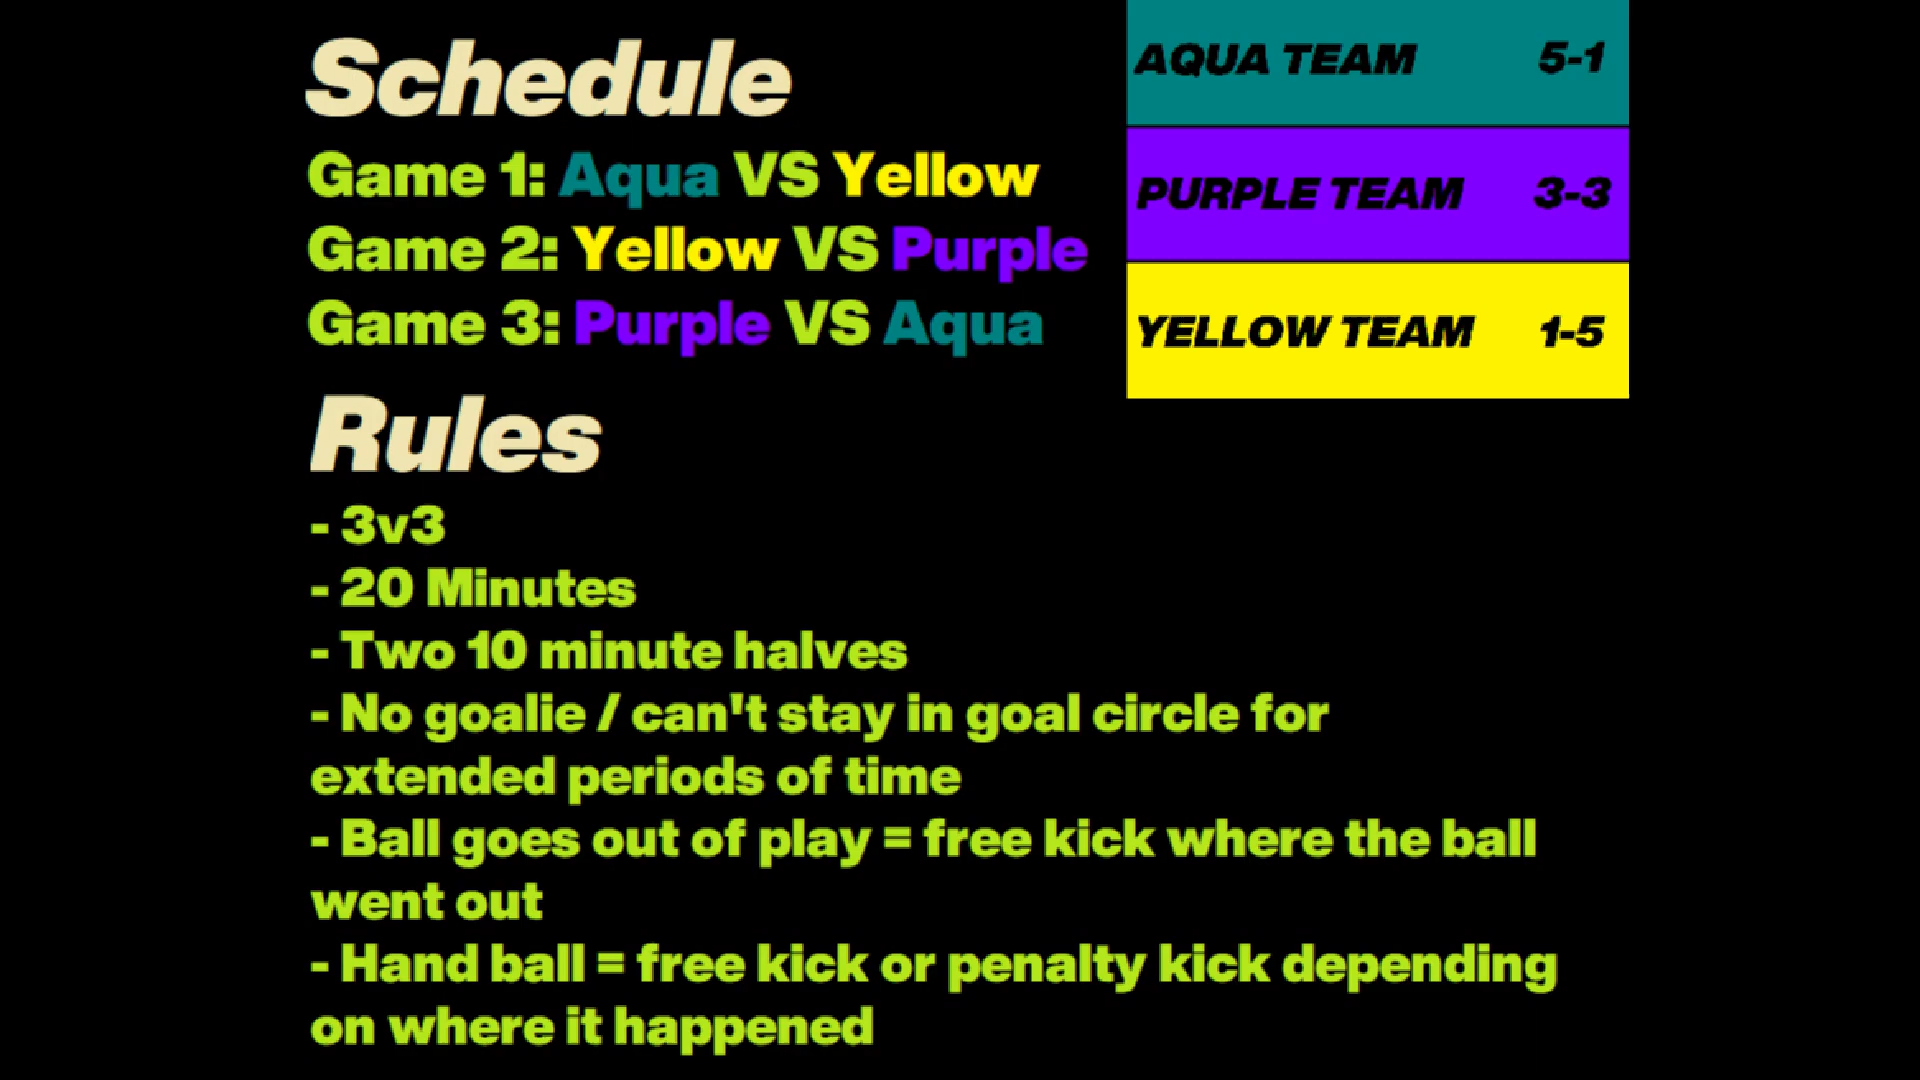 Schedule
Game 1: Aqua VS Yellow
Game 2: Yellow VS Purple
Game 3: Purple VS Aqua
AQUA TEAM 5-1
PURPLE TEAM 3-3
YELLOW TEAM 1-5
Rules
- 3v3
- 20 Minutes
- Two 10 minute halves
- No goalie / can't stay in goal circle for
extended periods of time
- Ball goes out of play = free kick where the ball
went out
- Hand ball = free kick or penalty kick depending
on where it happened